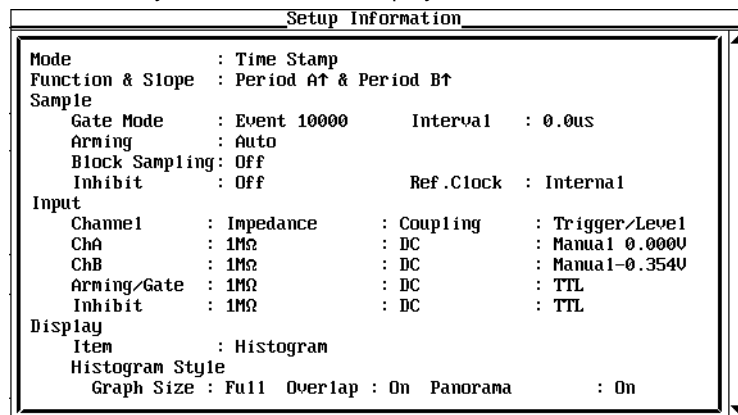 Setup Information
Mode : Time Stamp
Function & Slope : Period A↑ & Period B↑
Sample
Gate Mode : Event 10000 Interval : 0.0us
Arming : Auto
Block Sampling: Off
Inhibit : Off Ref.Clock : Internal
Input
Channel : Impedance : Coupling : Trigger/Level
ChA : 1MΩ : DC : Manual 0.000V
ChB : 1MΩ : DC : Manual-0.354V
Arming/Gate : 1MΩ : DC : TTL
Inhibit : 1MΩ : DC : TTL
Display
Item : Histogram
Histogram Style
Graph Size : Full Overlap : On Panorama : On